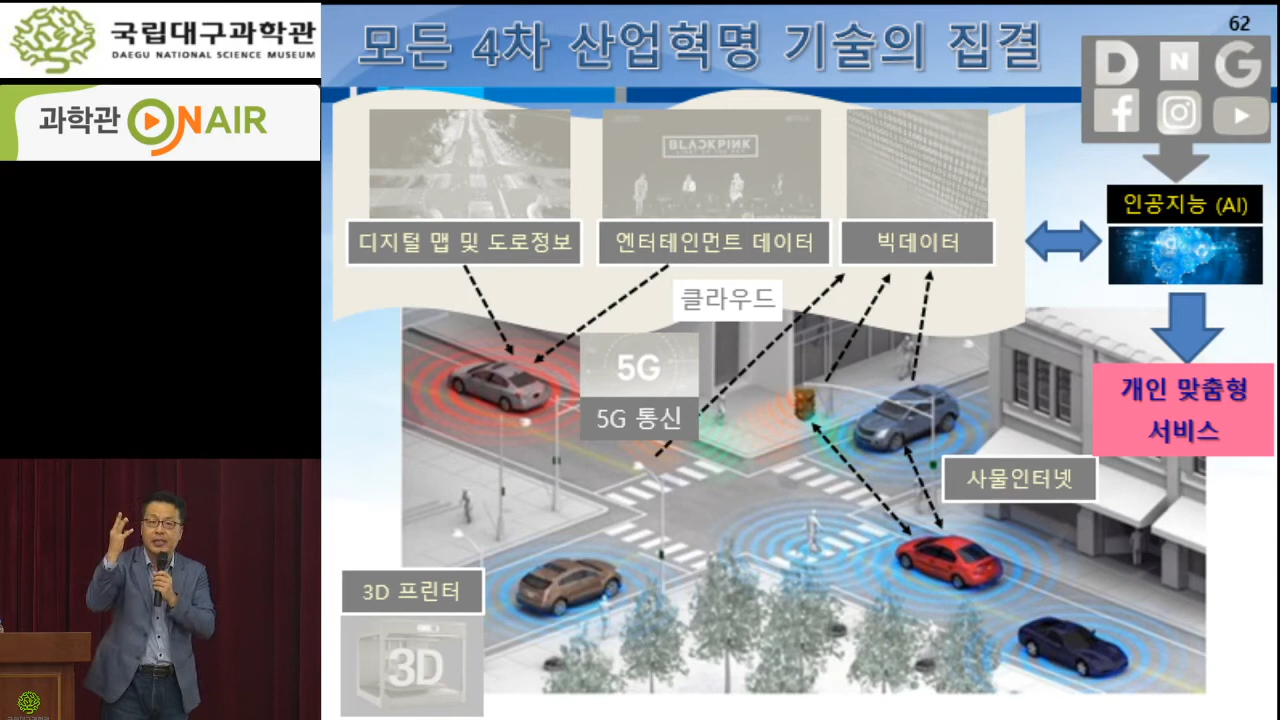 국립대구과학관
DAEGU NATIONAL SCIENCE MUSEUM
과학관 ONAIR
모든 4차 산업혁명 기술의 집결
62
D N G
f
BLACKPINK
디지털 맵 및 도로정보
엔터테인먼트 데이터
빅데이터
인공지능 (AI)
클라우드
5G
5G 통신
개인 맞춤형
서비스
사물인터넷
3D 프린터
3D